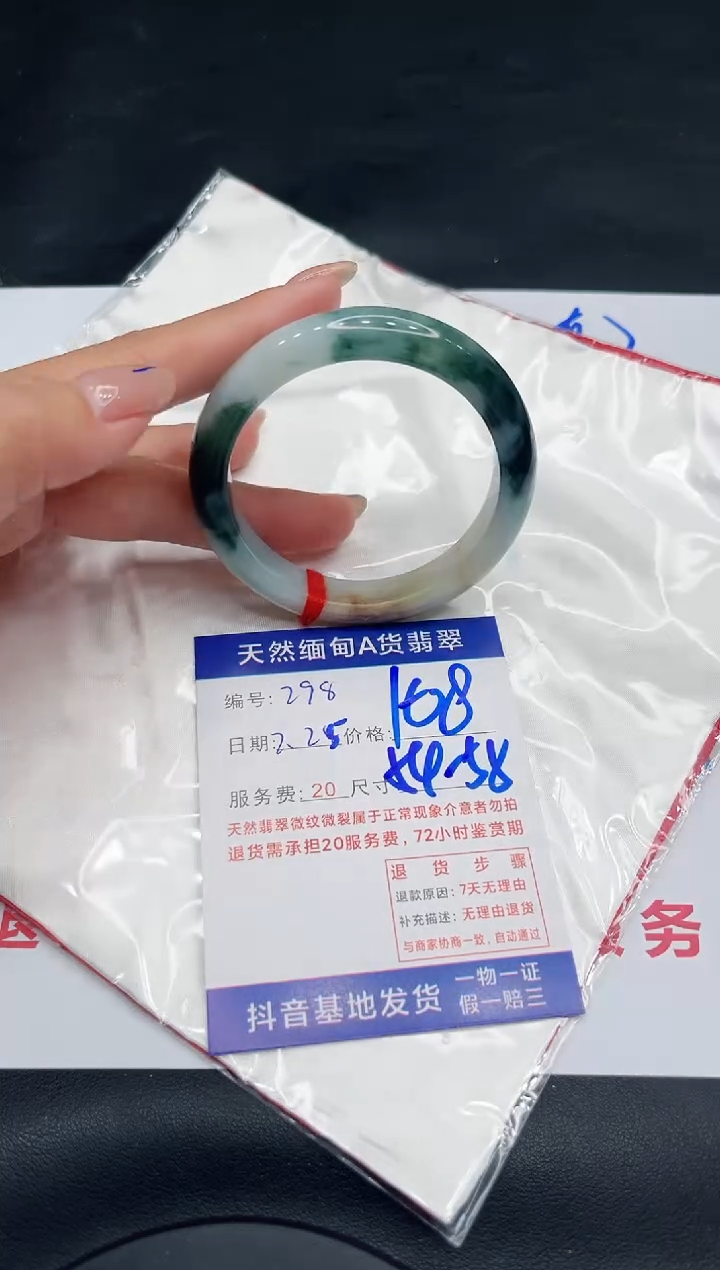 天然缅甸A货翡翠
编号: 298
日期: 2.25 价格: 168
服务费: 20 尺寸 54-58
天然翡翠微纹微裂属于正常现象介意者勿拍
退货需承担20服务费，72小时鉴赏期
退 货 步 骤
退款原因：7天无理由
补充描述：无理由退货
与商家协商一致，自动通过
抖音基地发货 一物一证
假一赔三
退
务